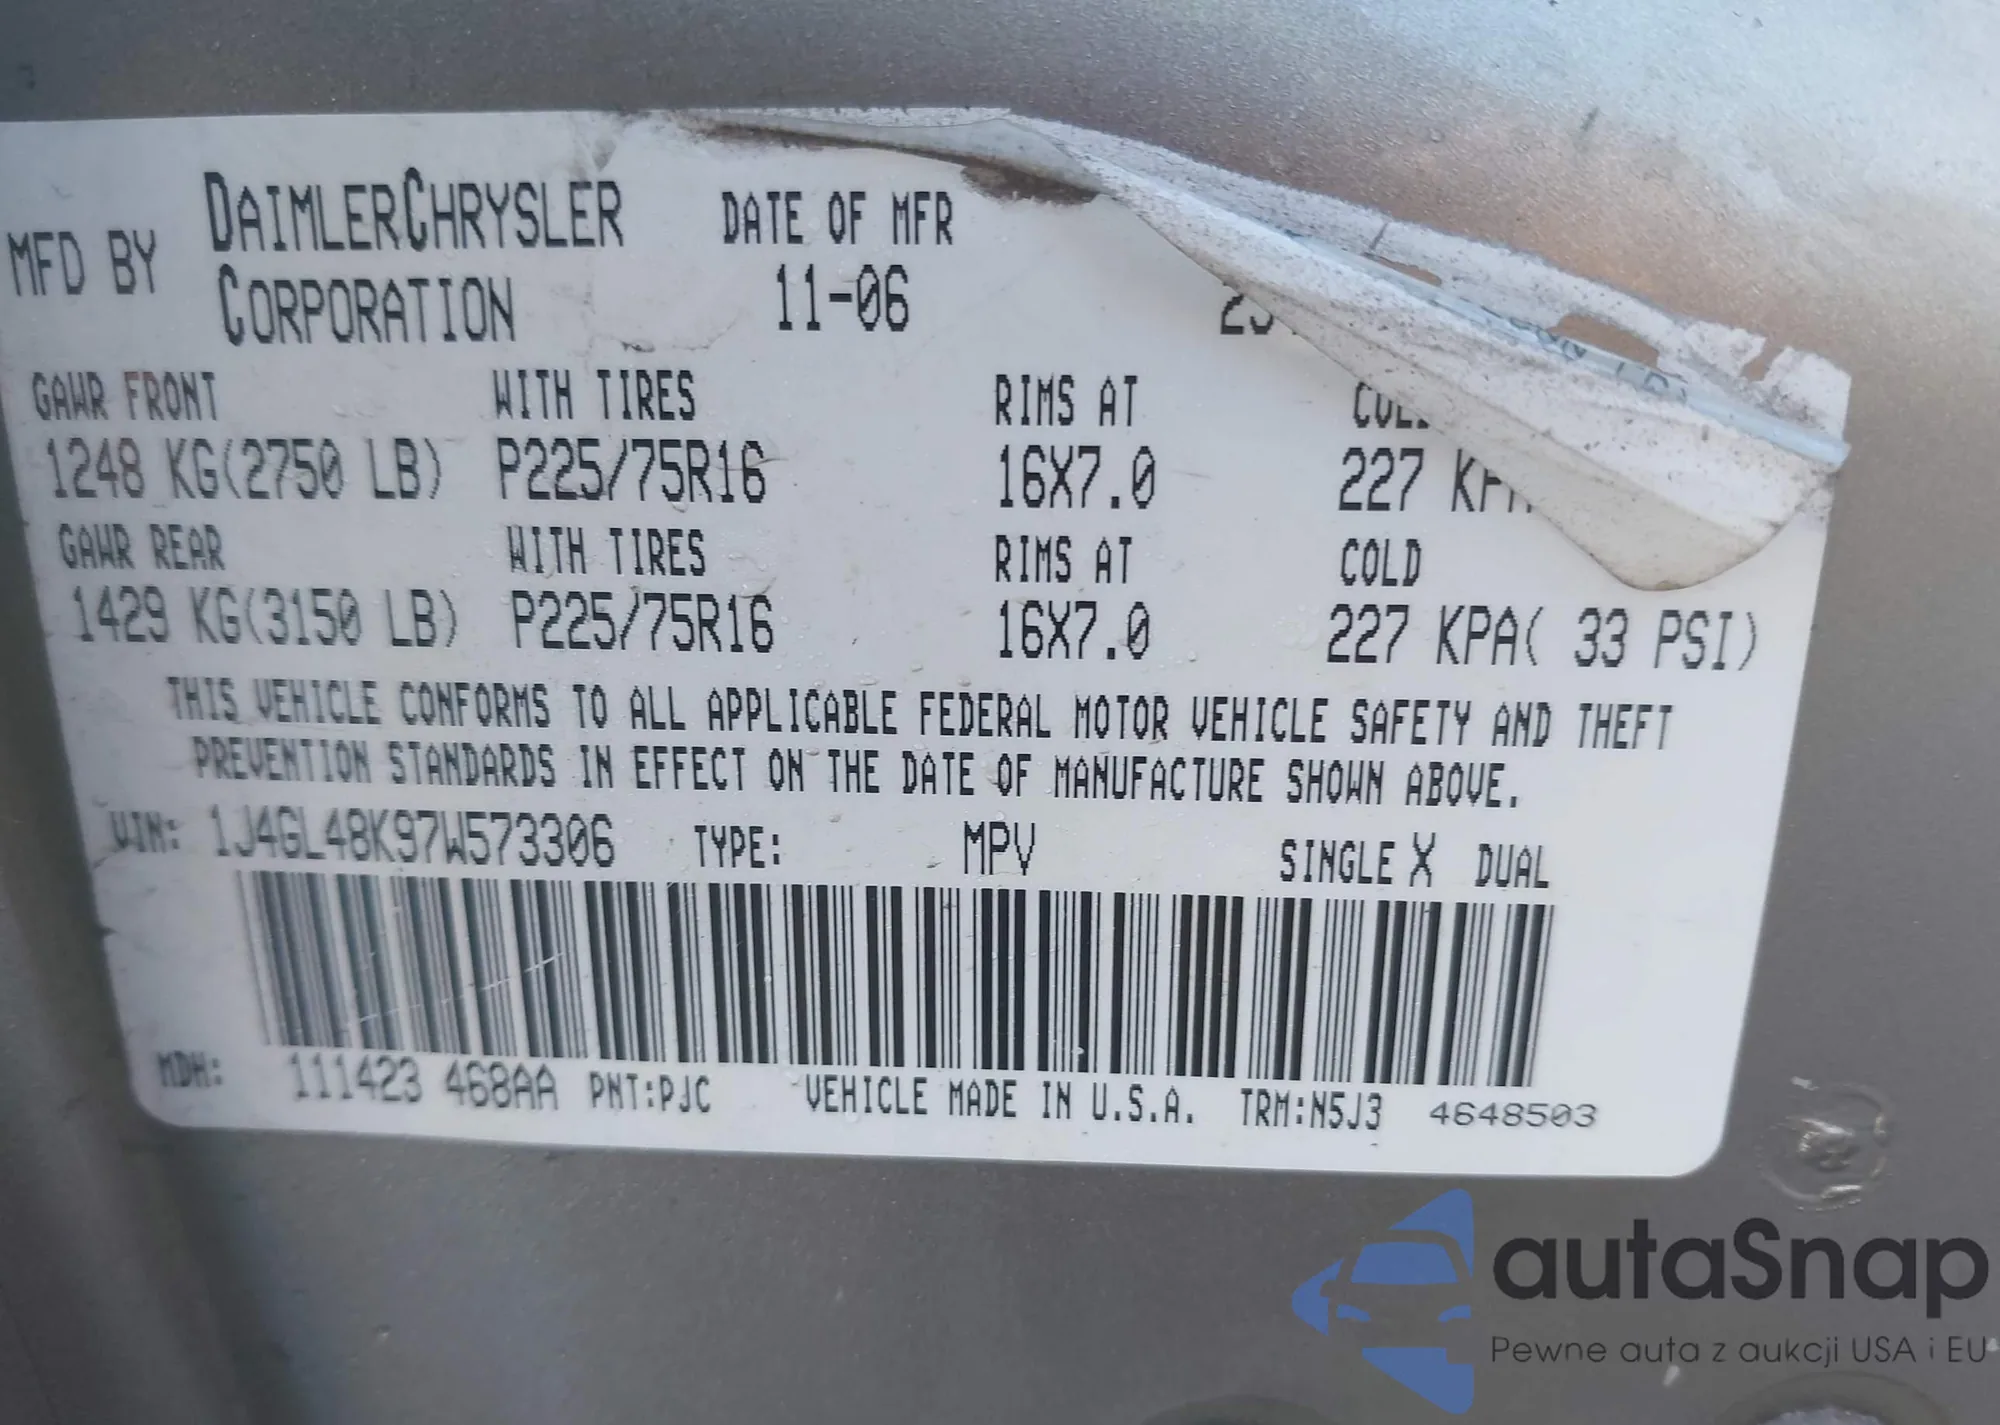 MFD BY DAIMLERCHRYSLER CORPORATION DATE OF MFR 11-06
GAWR FRONT WITH TIRES RIMS AT
1248 KG(2750 LB) P225/75R16 16X7.0 227
GAWR REAR WITH TIRES RIMS AT COLD
1429 KG(3150 LB) P225/75R16 16X7.0 227 KPA( 33 PSI)
THIS VEHICLE CONFORMS TO ALL APPLICABLE FEDERAL MOTOR VEHICLE SAFETY AND THEFT
PREVENTION STANDARDS IN EFFECT ON THE DATE OF MANUFACTURE SHOWN ABOVE.
VIN: 1J4GL48K97W573306 TYPE: MPV SINGLE X DUAL
MDH: 111423 468AA PNT:PJC VEHICLE MADE IN U.S.A. TRM:N5J3 4648503
autaSnap
Pewne auta z aukcji USA i EU